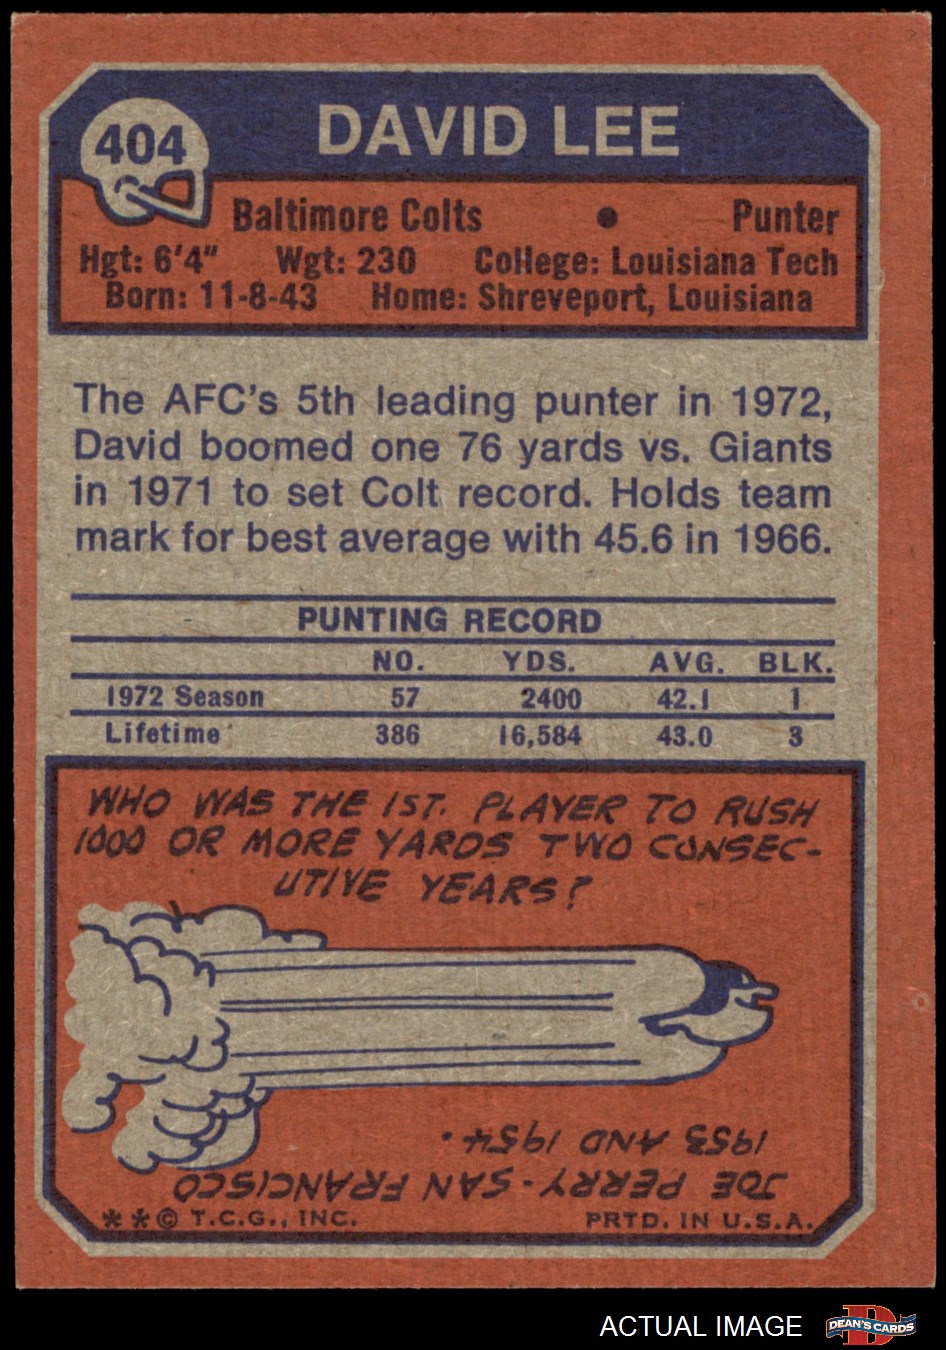 404
DAVID LEE
Baltimore Colts • Punter
Hgt: 6'4" Wgt: 230 College: Louisiana Tech
Born: 11-8-43 Home: Shreveport, Louisiana
The AFC's 5th leading punter in 1972,
David boomed one 76 yards vs. Giants
in 1971 to set Colt record. Holds team
mark for best average with 45.6 in 1966.
PUNTING RECORD
NO. YDS. AVG. BLK.
1972 Season 57 2400 42.1 1
Lifetime 386 16,584 43.0 3
WHO WAS THE 1ST. PLAYER TO RUSH
1000 OR MORE YARDS TWO CONSEC-
UTIVE YEARS?
JOE PERRY - SAN FRANCISCO
1953 AND 1954.
**© T.C.G., INC. PRTD. IN U.S.A.
ACTUAL IMAGE
D
DEAN'S CARDS